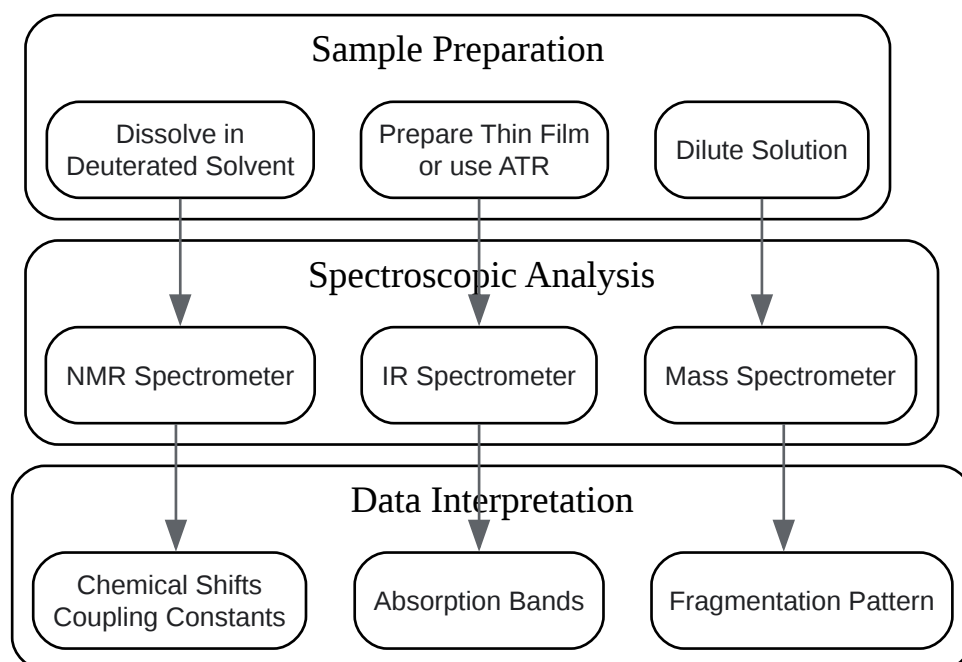 Sample Preparation
Dissolve in
Deuterated Solvent
Prepare Thin Film
or use ATR
Dilute Solution
Spectroscopic Analysis
NMR Spectrometer
IR Spectrometer
Mass Spectrometer
Data Interpretation
Chemical Shifts
Coupling Constants
Absorption Bands
Fragmentation Pattern